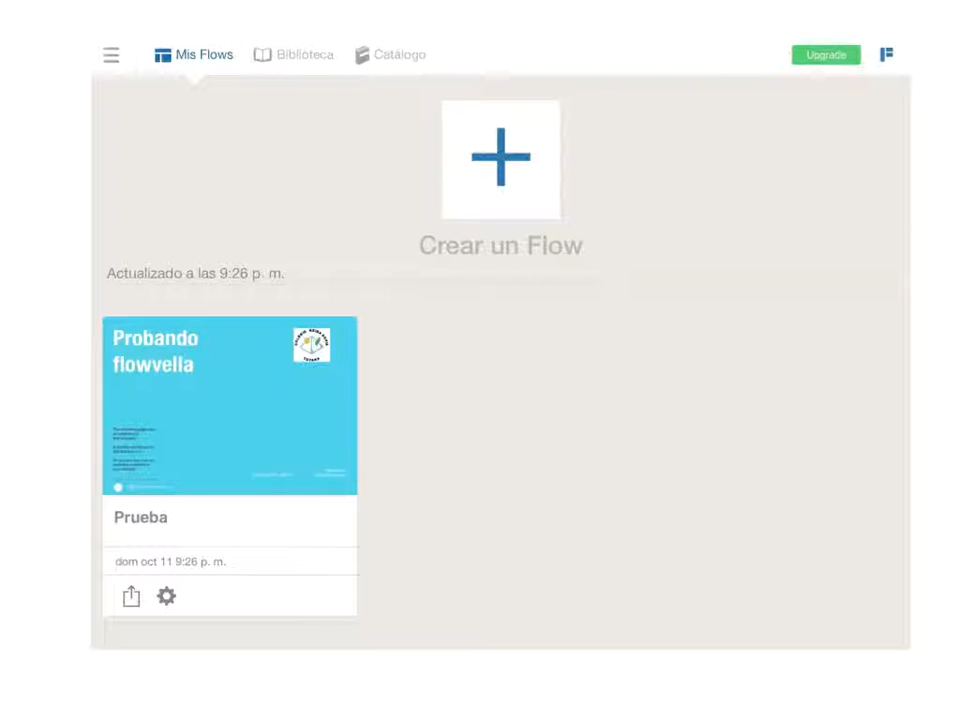 Mis Flows
Biblioteca
Catálogo
Upgrade
Crear un Flow
Actualizado a las 9:26 p. m.
Probando
flowvella
Prueba
dom oct 11 9:26 p. m.